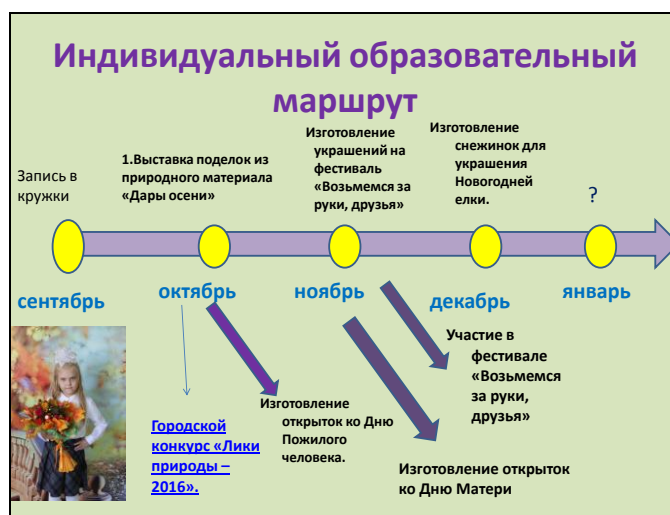 Индивидуальный образовательный
маршрут
Запись в
кружки
1.Выставка поделок из
природного материала
«Дары осени»
Изготовление
украшений на
фестиваль
«Возьмемся за
руки, друзья»
Изготовление
снежинок для
украшения
Новогодней
елки.
?
сентябрь
октябрь
ноябрь
декабрь
январь
Городской
конкурс «Лики
природы –
2016».
Изготовление
открыток ко Дню
Пожилого
человека.
Участие в
фестивале
«Возьмемся
за руки,
друзья»
Изготовление открыток
ко Дню Матери